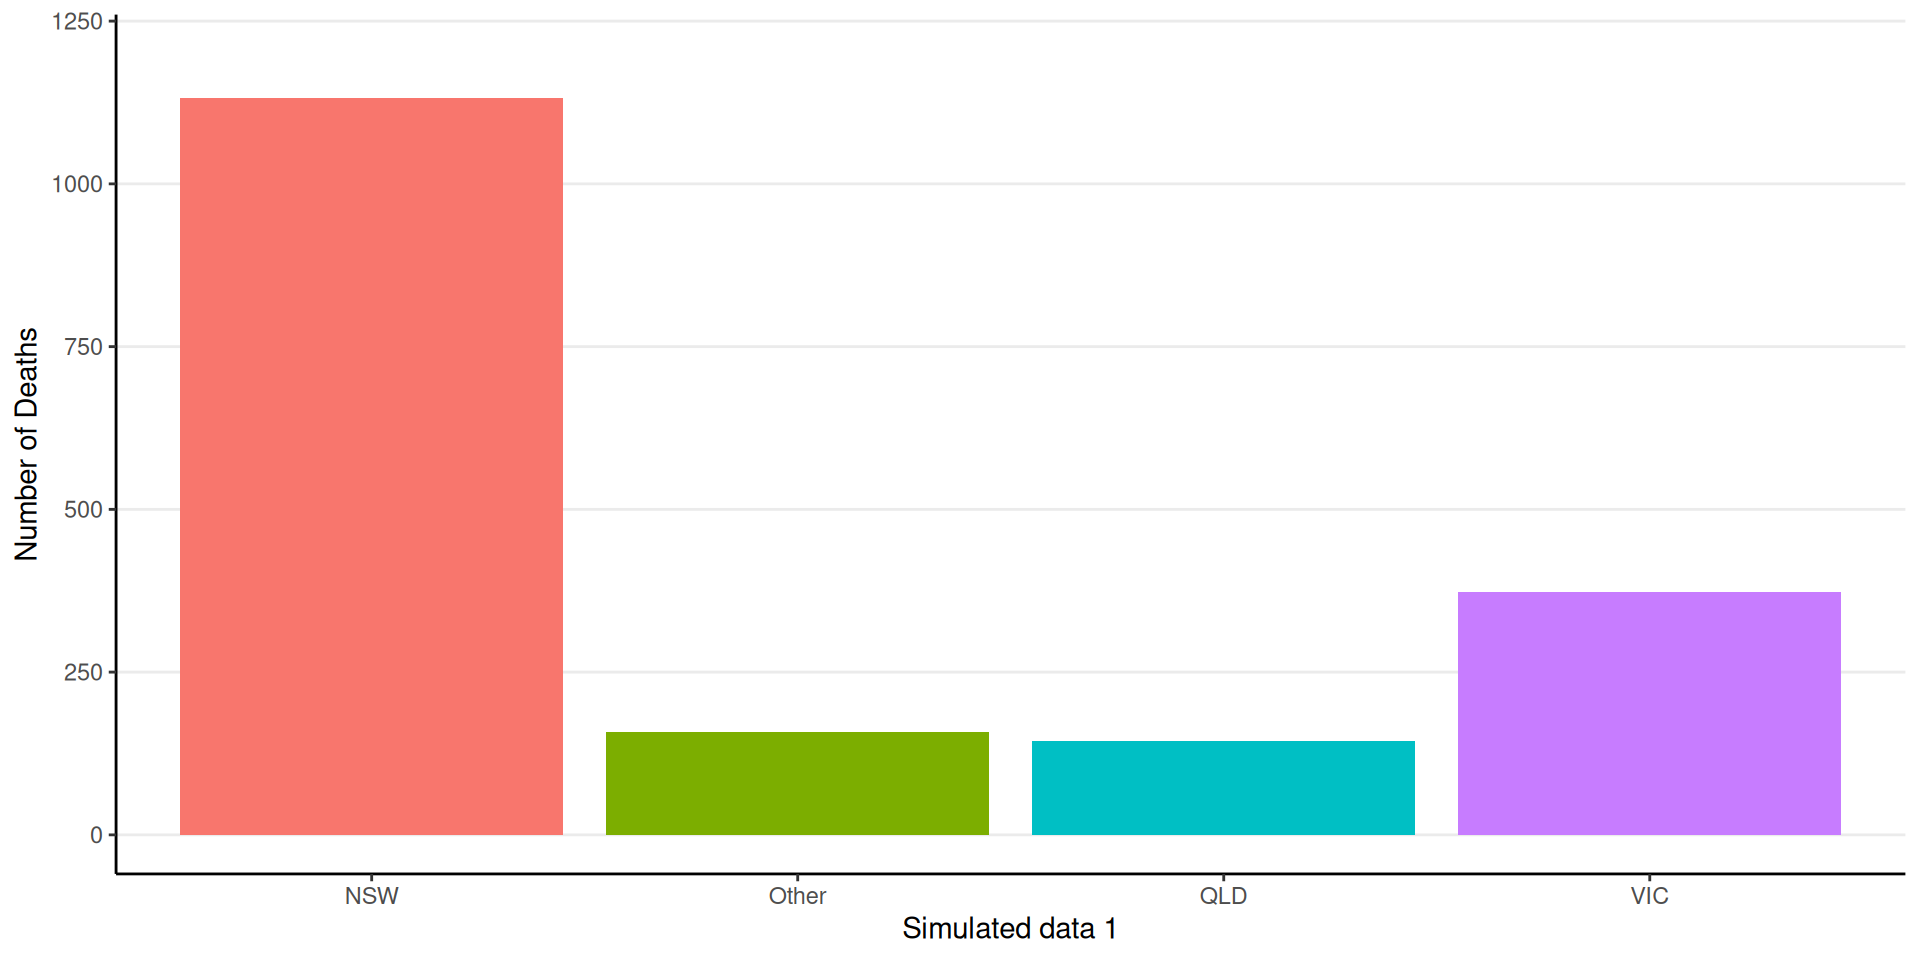 Number of Deaths
1250
1000
750
500
250
0
NSW
Other
QLD
VIC
Simulated data 1